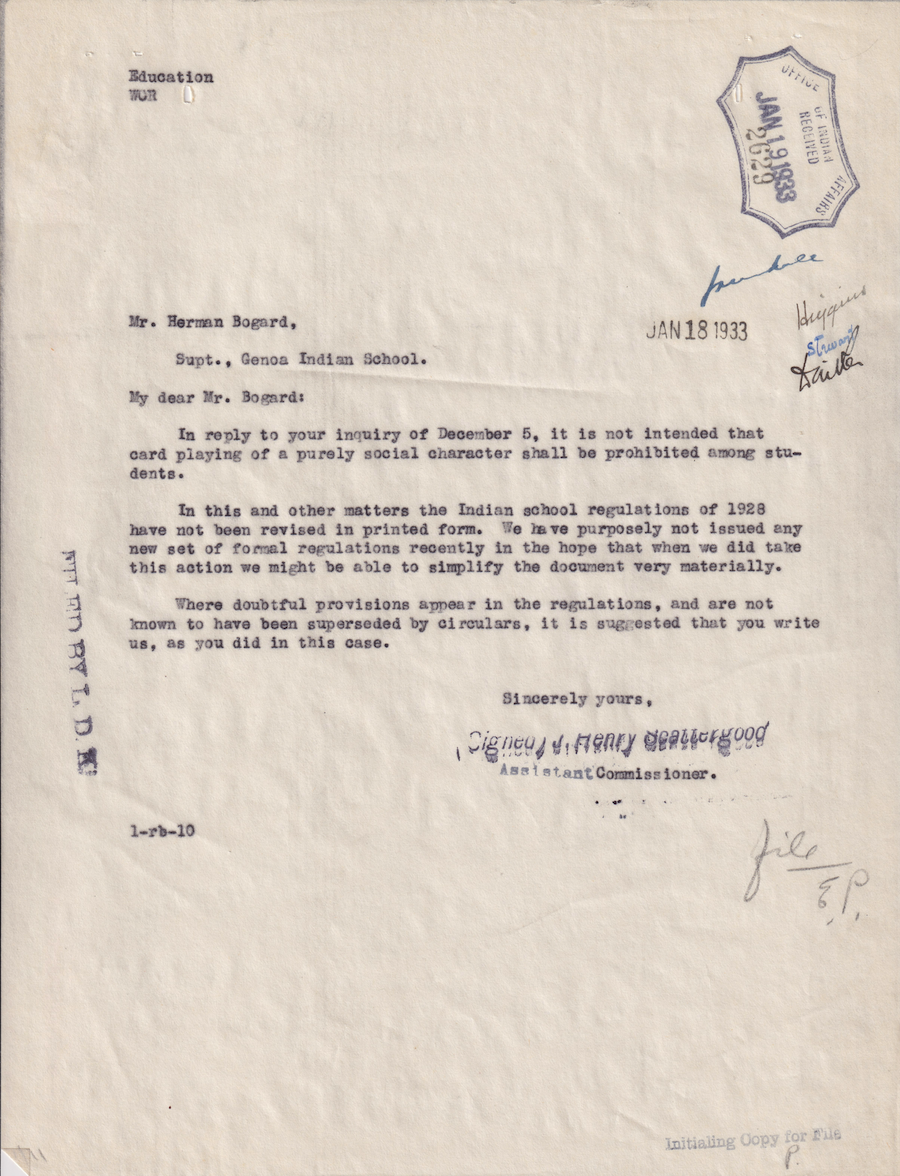 Education
WCR
OFFICE OF INDIAN AFFAIRS
RECEIVED
JAN 19 1933
2629
Higgins
Stewart
Mr. Herman Bogard,
JAN 18 1933
Supt., Genoa Indian School.
My dear Mr. Bogard:
In reply to your inquiry of December 5, it is not intended that
card playing of a purely social character shall be prohibited among stu-
dents.
In this and other matters the Indian school regulations of 1928
have not been revised in printed form. We have purposely not issued any
new set of formal regulations recently in the hope that when we did take
this action we might be able to simplify the document very materially.
Where doubtful provisions appear in the regulations, and are not
known to have been superseded by circulars, it is suggested that you write
us, as you did in this case.
FILED BY L. D. E
Sincerely yours,
(Signed) J. Henry Scattergood
Assistant Commissioner.
1-rb-10
file
E.P.
Initialing Copy for File
P.